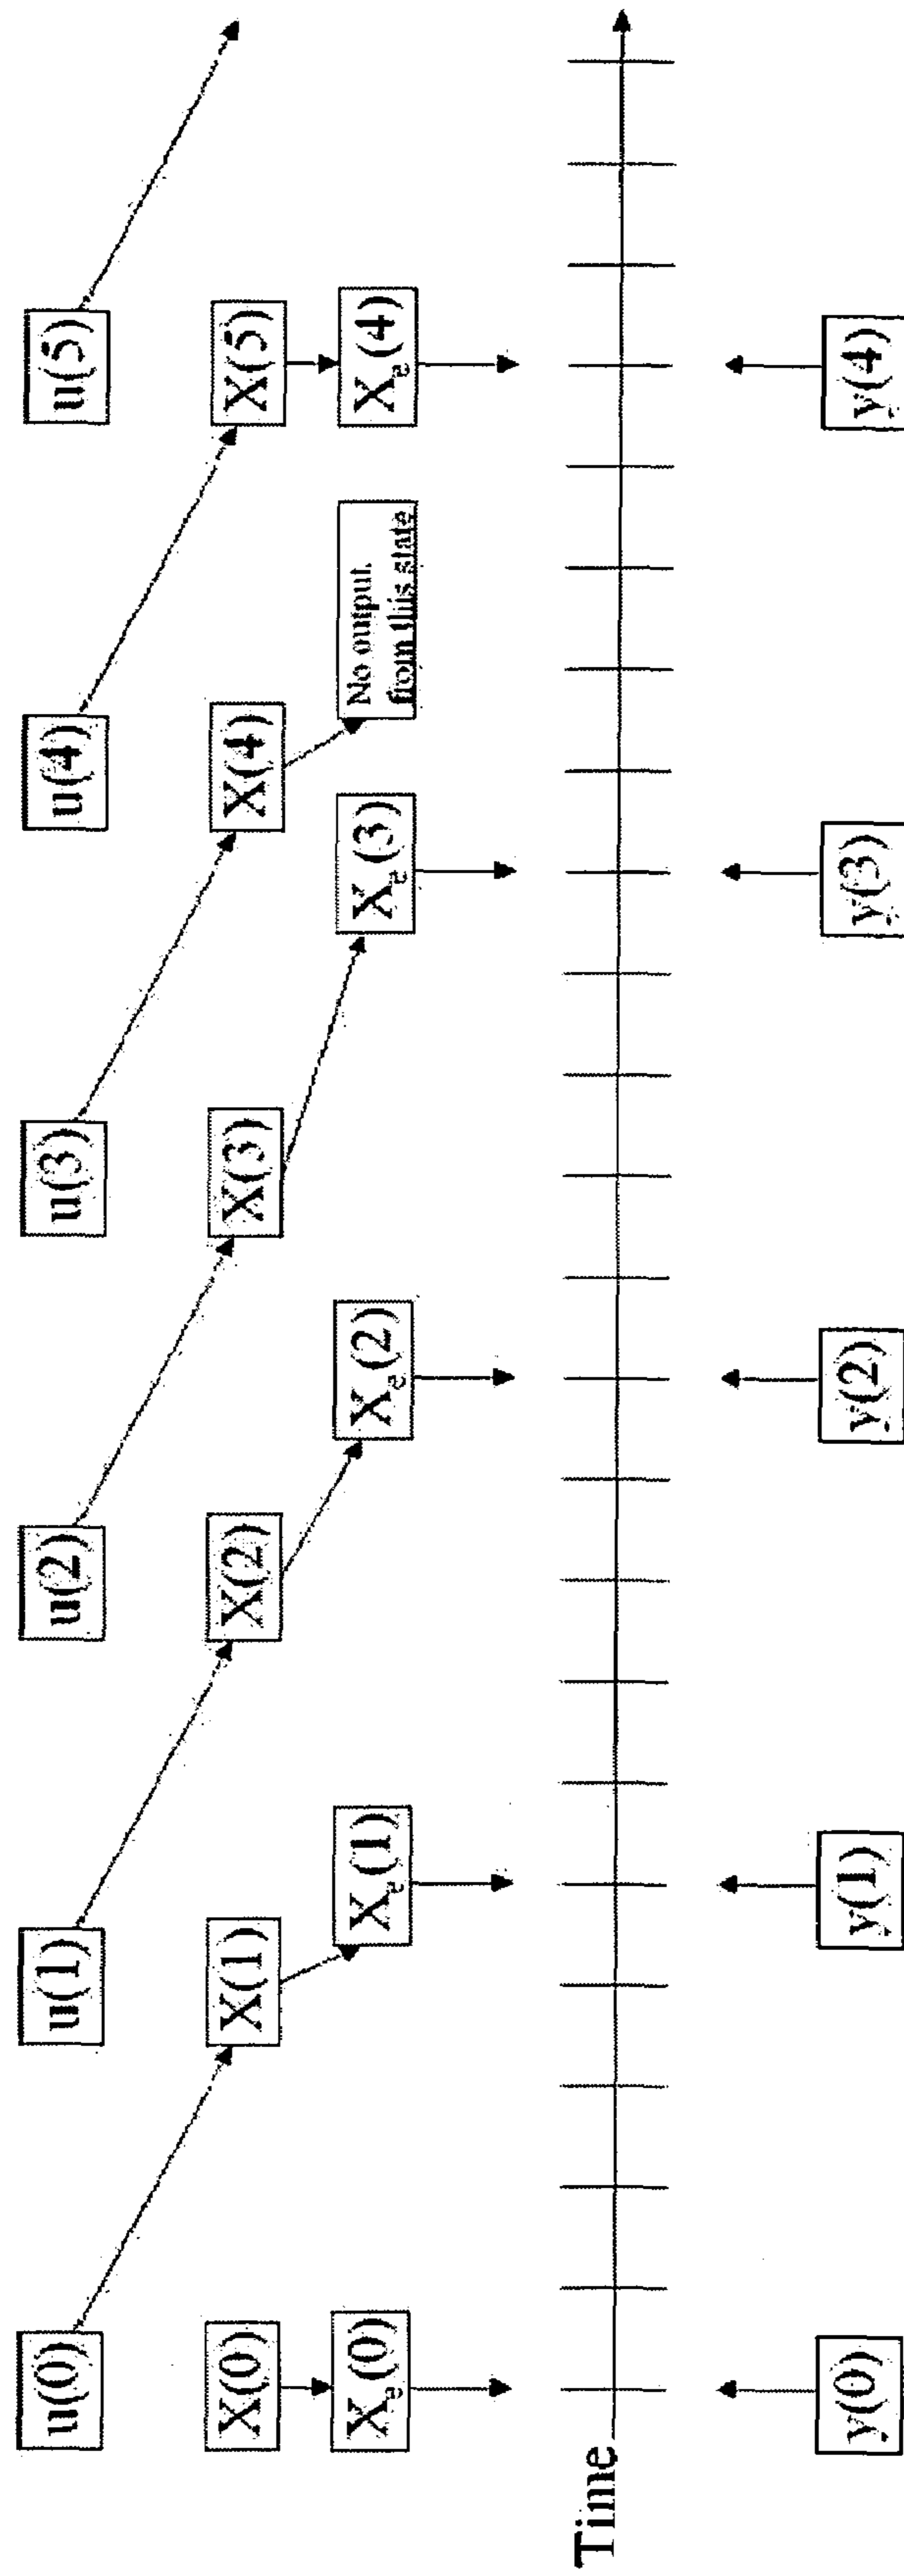 u(0) u(1) u(2) u(3) u(4) u(5)
X(0) X(1) X(2) X(3) X(4) X(5)
Xe(0) Xe(1) Xe(2) Xe(3) No output Xe(4)
from this state
Time
y(0) y(1) y(2) y(3) y(4)